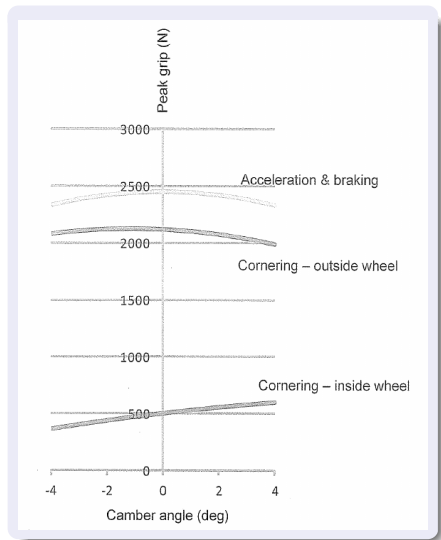 Peak grip (N)
3000
2500
Acceleration & braking
2000
Cornering – outside wheel
1500
1000
Cornering – inside wheel
500
0
-4 -2 0 2 4
Camber angle (deg)